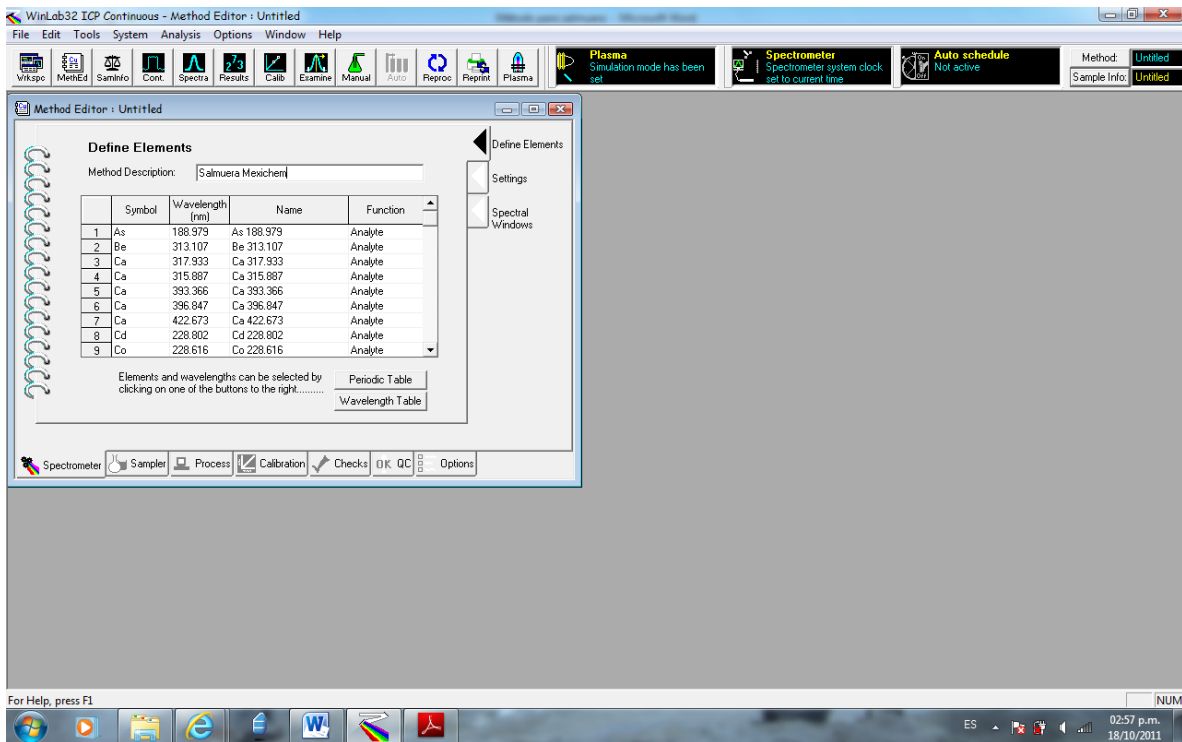 WinLab32 ICP Continuous - Method Editor : Untitled
File Edit Tools System Analysis Options Window Help
Wkspc MethEd SamInfo Cont. Spectra Results Calib Examine Manual Auto Reproc Reprint Plasma
Plasma
Simulation mode has been
set
Spectrometer
Spectrometer system clock
set to current time
Auto schedule
Not active
Method: Untitled
Sample Info: Untitled
Method Editor : Untitled
Define Elements
Method Description: Salmuera Mexichem
Symbol Wavelength (nm) Name Function
1 As 188.979 As 188.979 Analyte
2 Be 313.107 Be 313.107 Analyte
3 Ca 317.933 Ca 317.933 Analyte
4 Ca 315.887 Ca 315.887 Analyte
5 Ca 393.366 Ca 393.366 Analyte
6 Ca 396.847 Ca 396.847 Analyte
7 Ca 422.673 Ca 422.673 Analyte
8 Cd 228.802 Cd 228.802 Analyte
9 Co 228.616 Co 228.616 Analyte
Elements and wavelengths can be selected by
clicking on one of the buttons to the right.........
Periodic Table
Wavelength Table
Define Elements
Settings
Spectral
Windows
Spectrometer Sampler Process Calibration Checks OK QC Options
For Help, press F1
NUM
ES
02:57 p.m.
18/10/2011